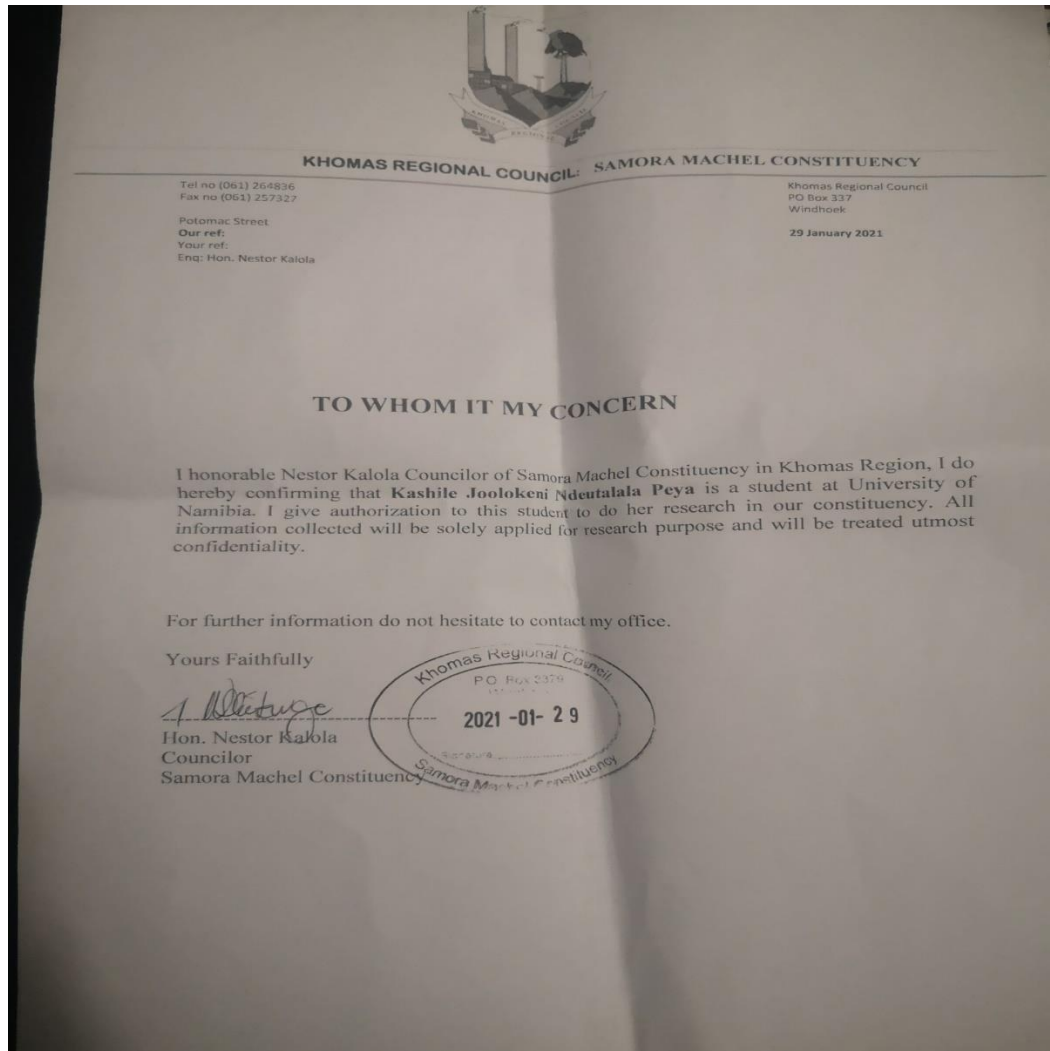 KHOMAS REGIONAL COUNCIL: SAMORA MACHEL CONSTITUENCY
Tel no (061) 264836
Fax no (061) 257327
Potomac Street
Our ref:
Your ref:
Enq: Hon. Nestor Kalola
Khomas Regional Council
PO Box 337
Windhoek
29 January 2021
TO WHOM IT MY CONCERN
I honorable Nestor Kalola Councilor of Samora Machel Constituency in Khomas Region, I do
hereby confirming that Kashile Joolokeni Ndeutalala Peya is a student at University of
Namibia. I give authorization to this student to do her research in our constituency. All
information collected will be solely applied for research purpose and will be treated utmost
confidentiality.
For further information do not hesitate to contact my office.
Yours Faithfully
Hon. Nestor Kalola
Councilor
Samora Machel Constituency
Khomas Regional Council
P.O. Box 2379
2021 -01- 29
Signature
Samora Machel Constituency